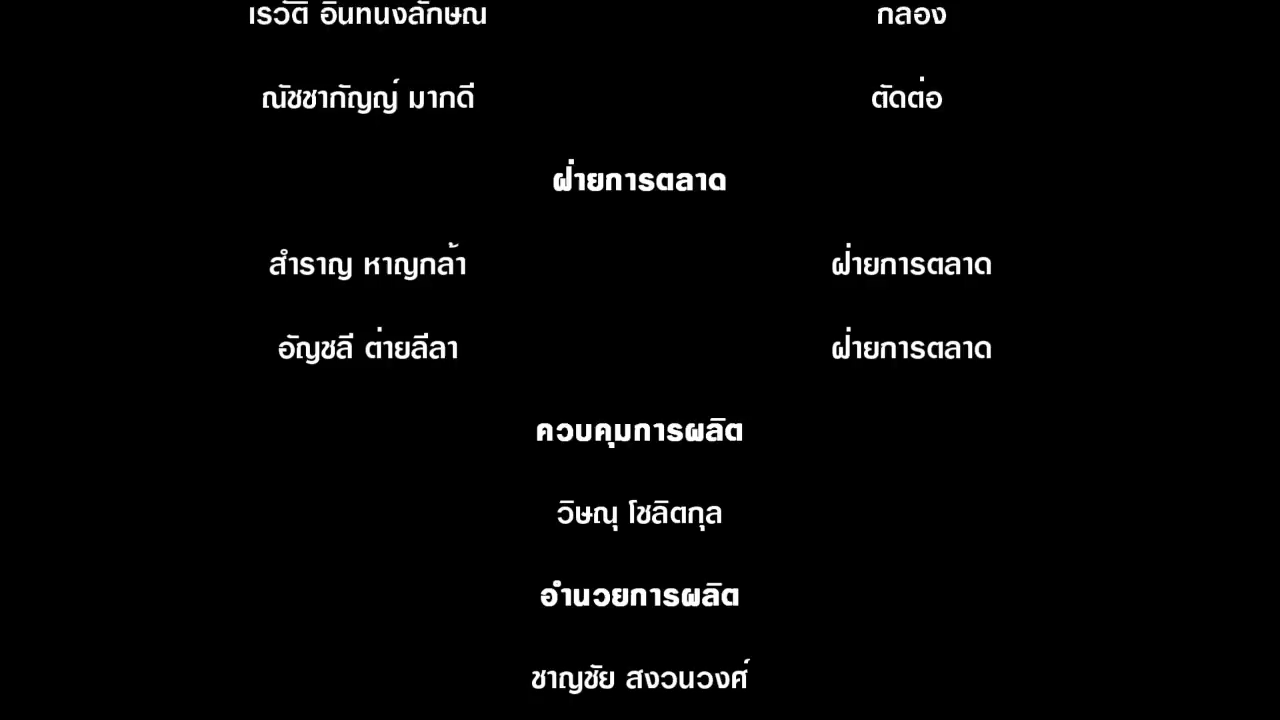 เรวัติ อินทนงลักษณ กลอง
ณัชชากัญญ์ มากดี ตัดต่อ
ฝ่ายการตลาด
สำราญ หาญกล้า ฝ่ายการตลาด
อัญชลี ต่ายลีลา ฝ่ายการตลาด
ควบคุมการผลิต
วิษณุ โชลิตกุล
อำนวยการผลิต
ชาญชัย สงวนวงศ์